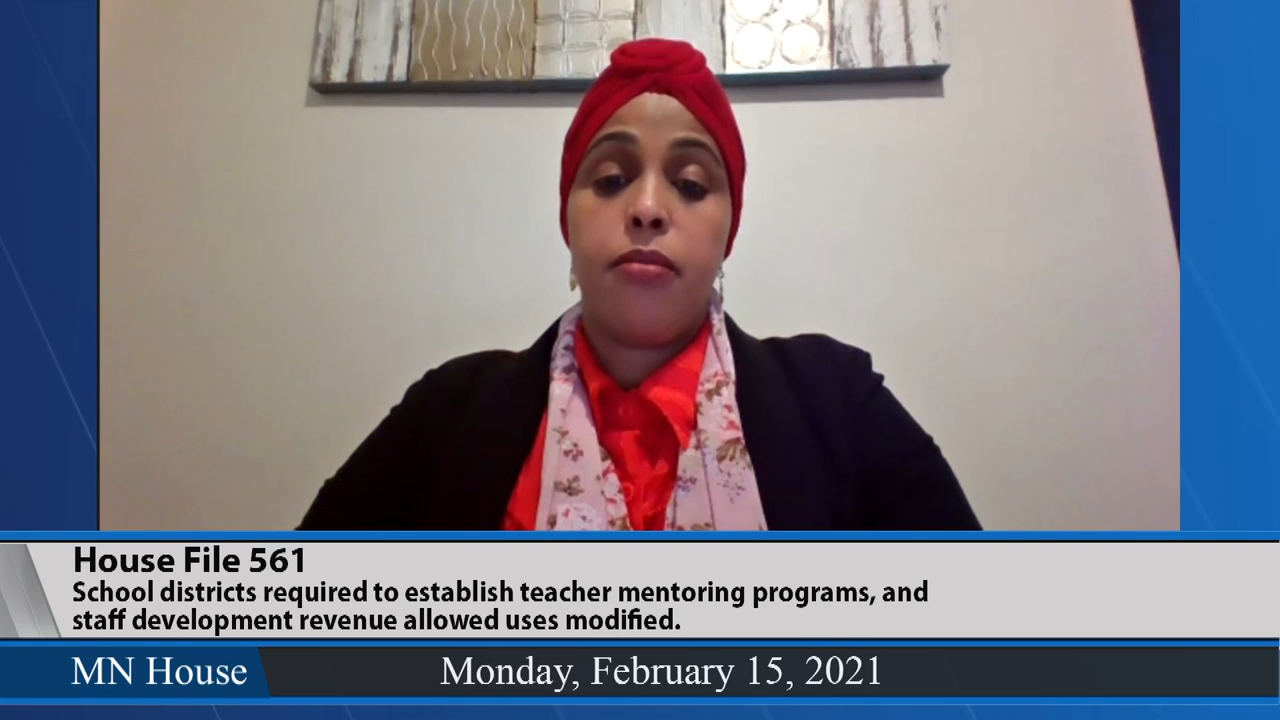 House File 561
School districts required to establish teacher mentoring programs, and
staff development revenue allowed uses modified.
MN House
Monday, February 15, 2021